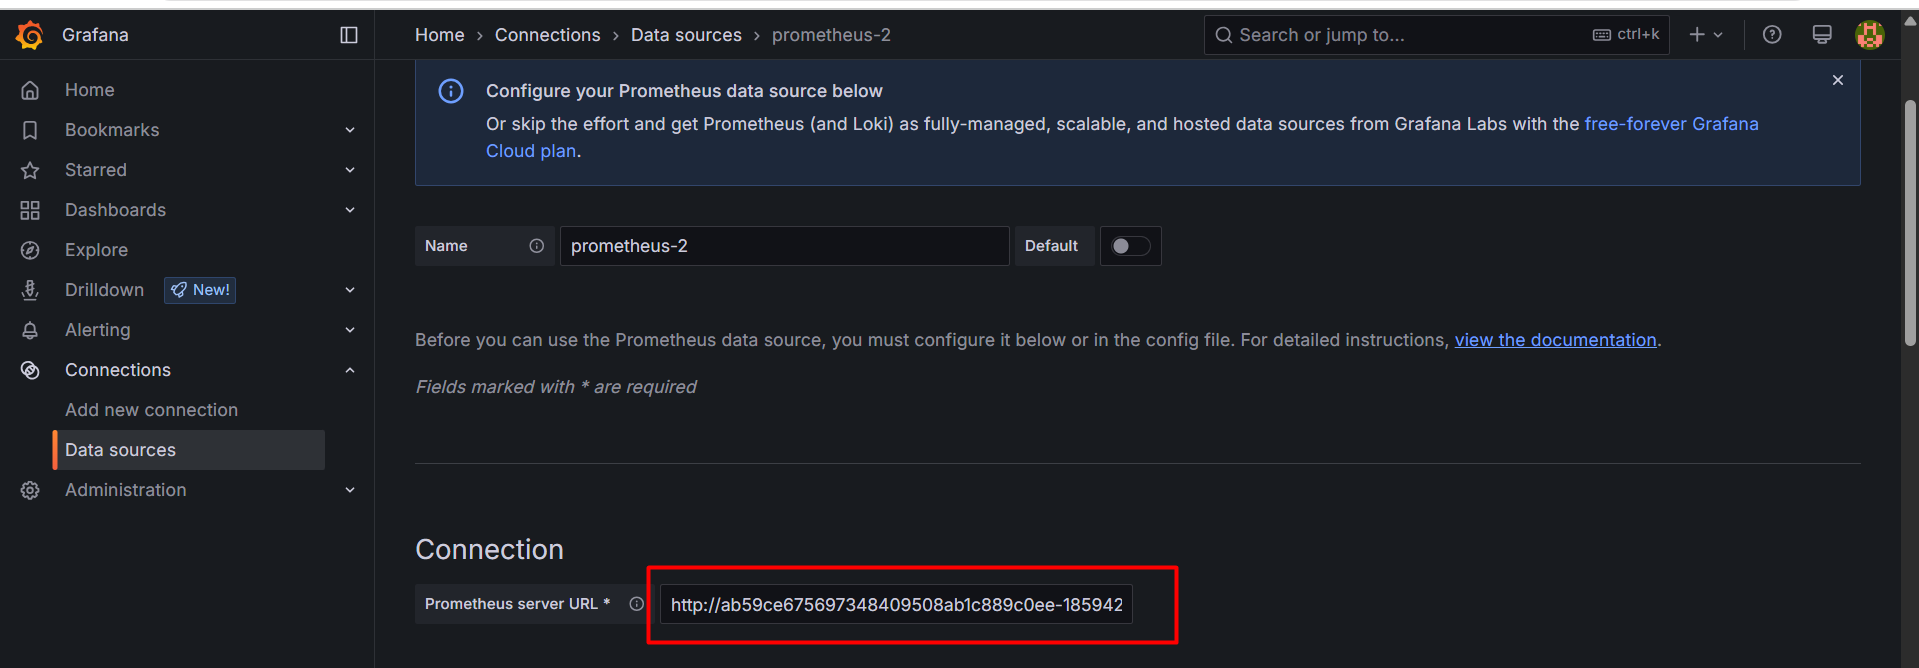 Grafana
Home › Connections › Data sources › prometheus-2
Search or jump to...
ctrl+k
Home
Bookmarks
Starred
Dashboards
Explore
Drilldown
New!
Alerting
Connections
Add new connection
Data sources
Administration
Configure your Prometheus data source below
Or skip the effort and get Prometheus (and Loki) as fully-managed, scalable, and hosted data sources from Grafana Labs with the free-forever Grafana
Cloud plan.
Name
prometheus-2
Default
Before you can use the Prometheus data source, you must configure it below or in the config file. For detailed instructions, view the documentation.
Fields marked with * are required
Connection
Prometheus server URL *
http://ab59ce675697348409508ab1c889c0ee-185942